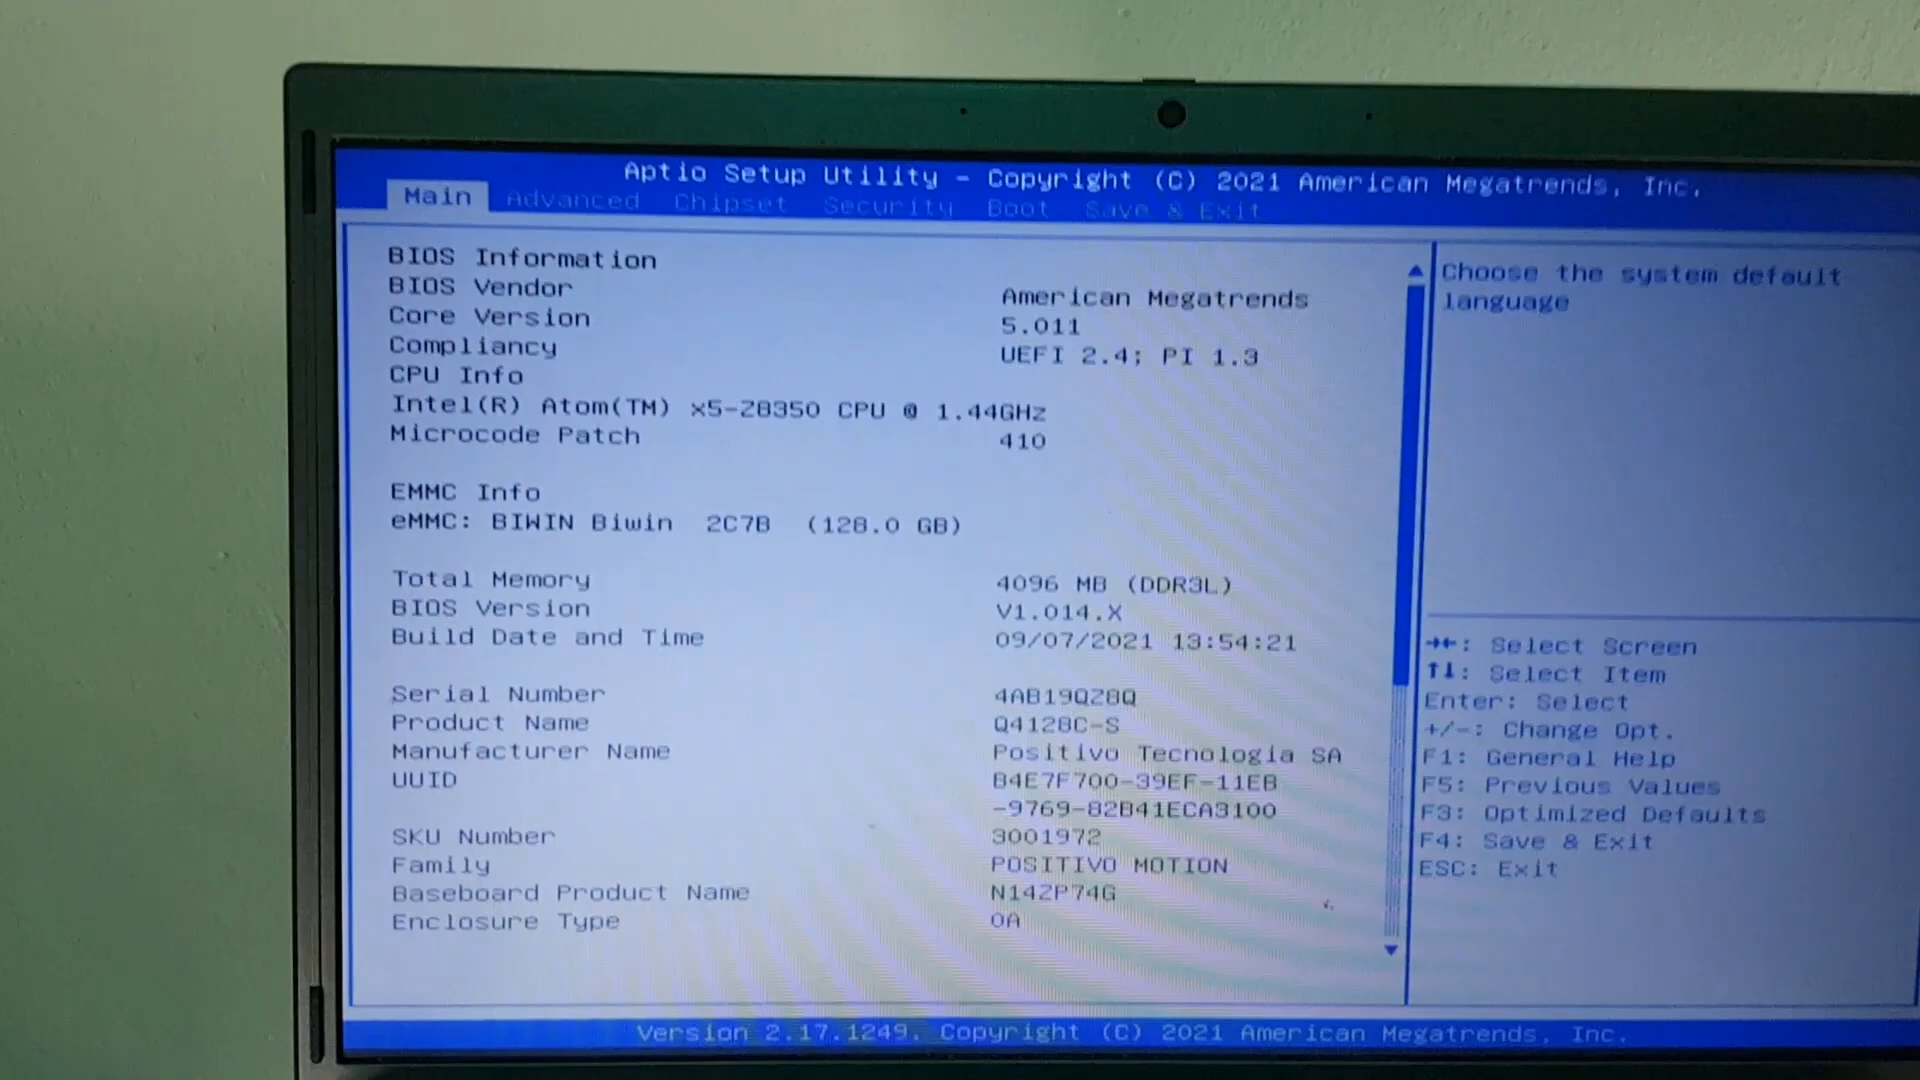 Aptio Setup Utility - Copyright (C) 2021 American Megatrends, Inc.
Main Advanced Chipset Security Boot Save & Exit
BIOS Information
BIOS Vendor American Megatrends
Core Version 5.011
Compliancy UEFI 2.4; PI 1.3
CPU Info
Intel(R) Atom(TM) x5-Z8350 CPU @ 1.44GHz
Microcode Patch 410
EMMC Info
eMMC: BIWIN Biwin 2C7B (128.0 GB)
Total Memory 4096 MB (DDR3L)
BIOS Version V1.014.X
Build Date and Time 09/07/2021 13:54:21
Serial Number 4AB19QZ8Q
Product Name Q4128C-S
Manufacturer Name Positivo Tecnologia SA
UUID B4E7F700-39EF-11EB
-9769-82B41ECA3100
SKU Number 3001972
Family POSITIVO MOTION
Baseboard Product Name N14ZP74G
Enclosure Type 0A
Choose the system default
language
→←: Select Screen
↑↓: Select Item
Enter: Select
+/-: Change Opt.
F1: General Help
F5: Previous Values
F3: Optimized Defaults
F4: Save & Exit
ESC: Exit
Version 2.17.1249. Copyright (C) 2021 American Megatrends, Inc.